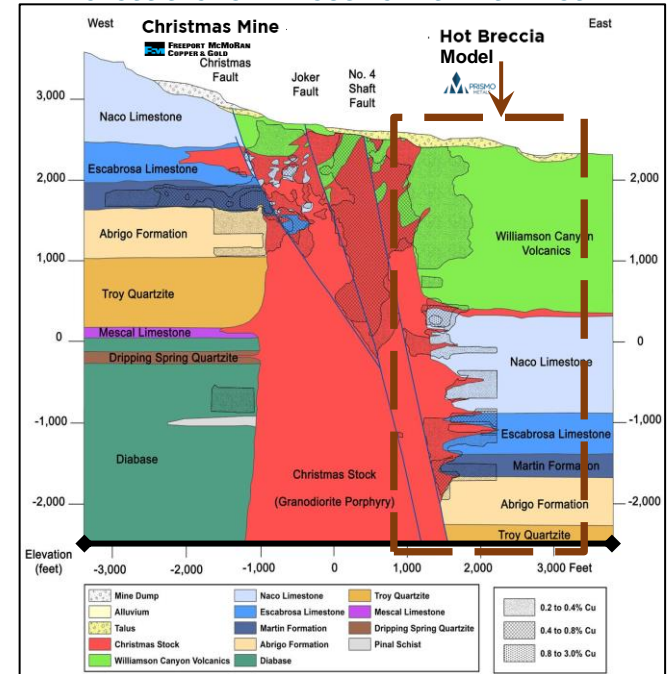 West
Christmas Mine
FCX FREEPORT McMoRAN
COPPER & GOLD
Hot Breccia
Model
PRISMO
METALS
East
Christmas
Fault
Joker
Fault
No. 4
Shaft
Fault
3,000
2,000
1,000
0
-1,000
-2,000
Naco Limestone
Escabrosa Limestone
Martin Formation
Abrigo Formation
Troy Quartzite
Mescal Limestone
Dripping Spring Quartzite
Diabase
Christmas Stock
(Granodiorite Porphyry)
Williamson Canyon
Volcanics
Naco Limestone
Escabrosa Limestone
Martin Formation
Abrigo Formation
Troy Quartzite
2,000
1,000
0
-1,000
-2,000
Elevation
(feet)
-3,000 -2,000 -1,000 0 1,000 2,000 3,000 Feet
Mine Dump
Alluvium
Talus
Christmas Stock
Williamson Canyon Volcanics
Naco Limestone
Escabrosa Limestone
Martin Formation
Abrigo Formation
Diabase
Troy Quartzite
Mescal Limestone
Dripping Spring Quartzite
Pinal Schist
0.2 to 0.4% Cu
0.4 to 0.8% Cu
0.8 to 3.0% Cu